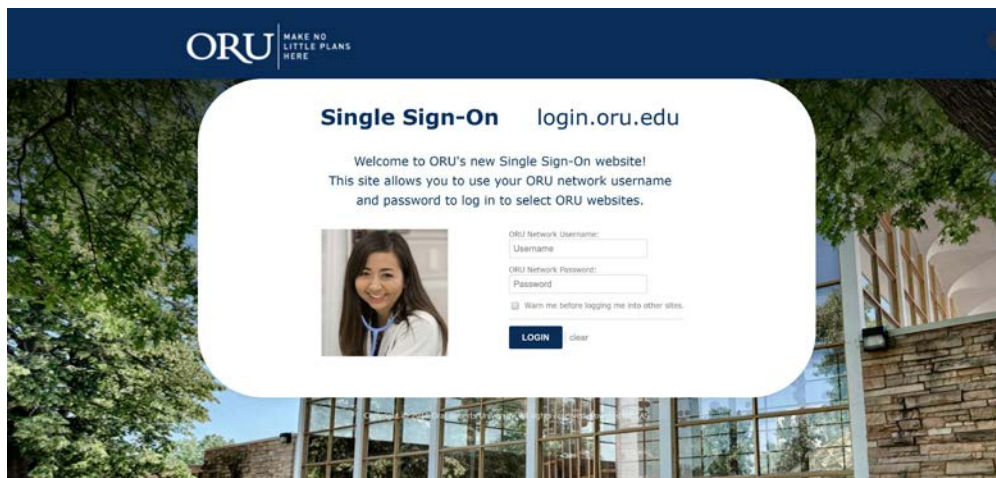 ORU
MAKE NO
LITTLE PLANS
HERE
Single Sign-On login.oru.edu
Welcome to ORU's new Single Sign-On website!
This site allows you to use your ORU network username
and password to log in to select ORU websites.
ORU Network Username:
Username
ORU Network Password:
Password
Warn me before logging me into other sites.
LOGIN clear